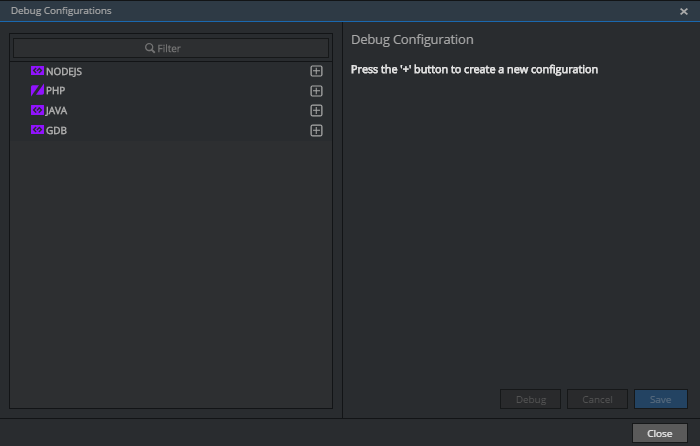 Debug Configurations
Filter
NODEJS
PHP
JAVA
GDB
Debug Configuration
Press the '+' button to create a new configuration
Debug Cancel Save
Close